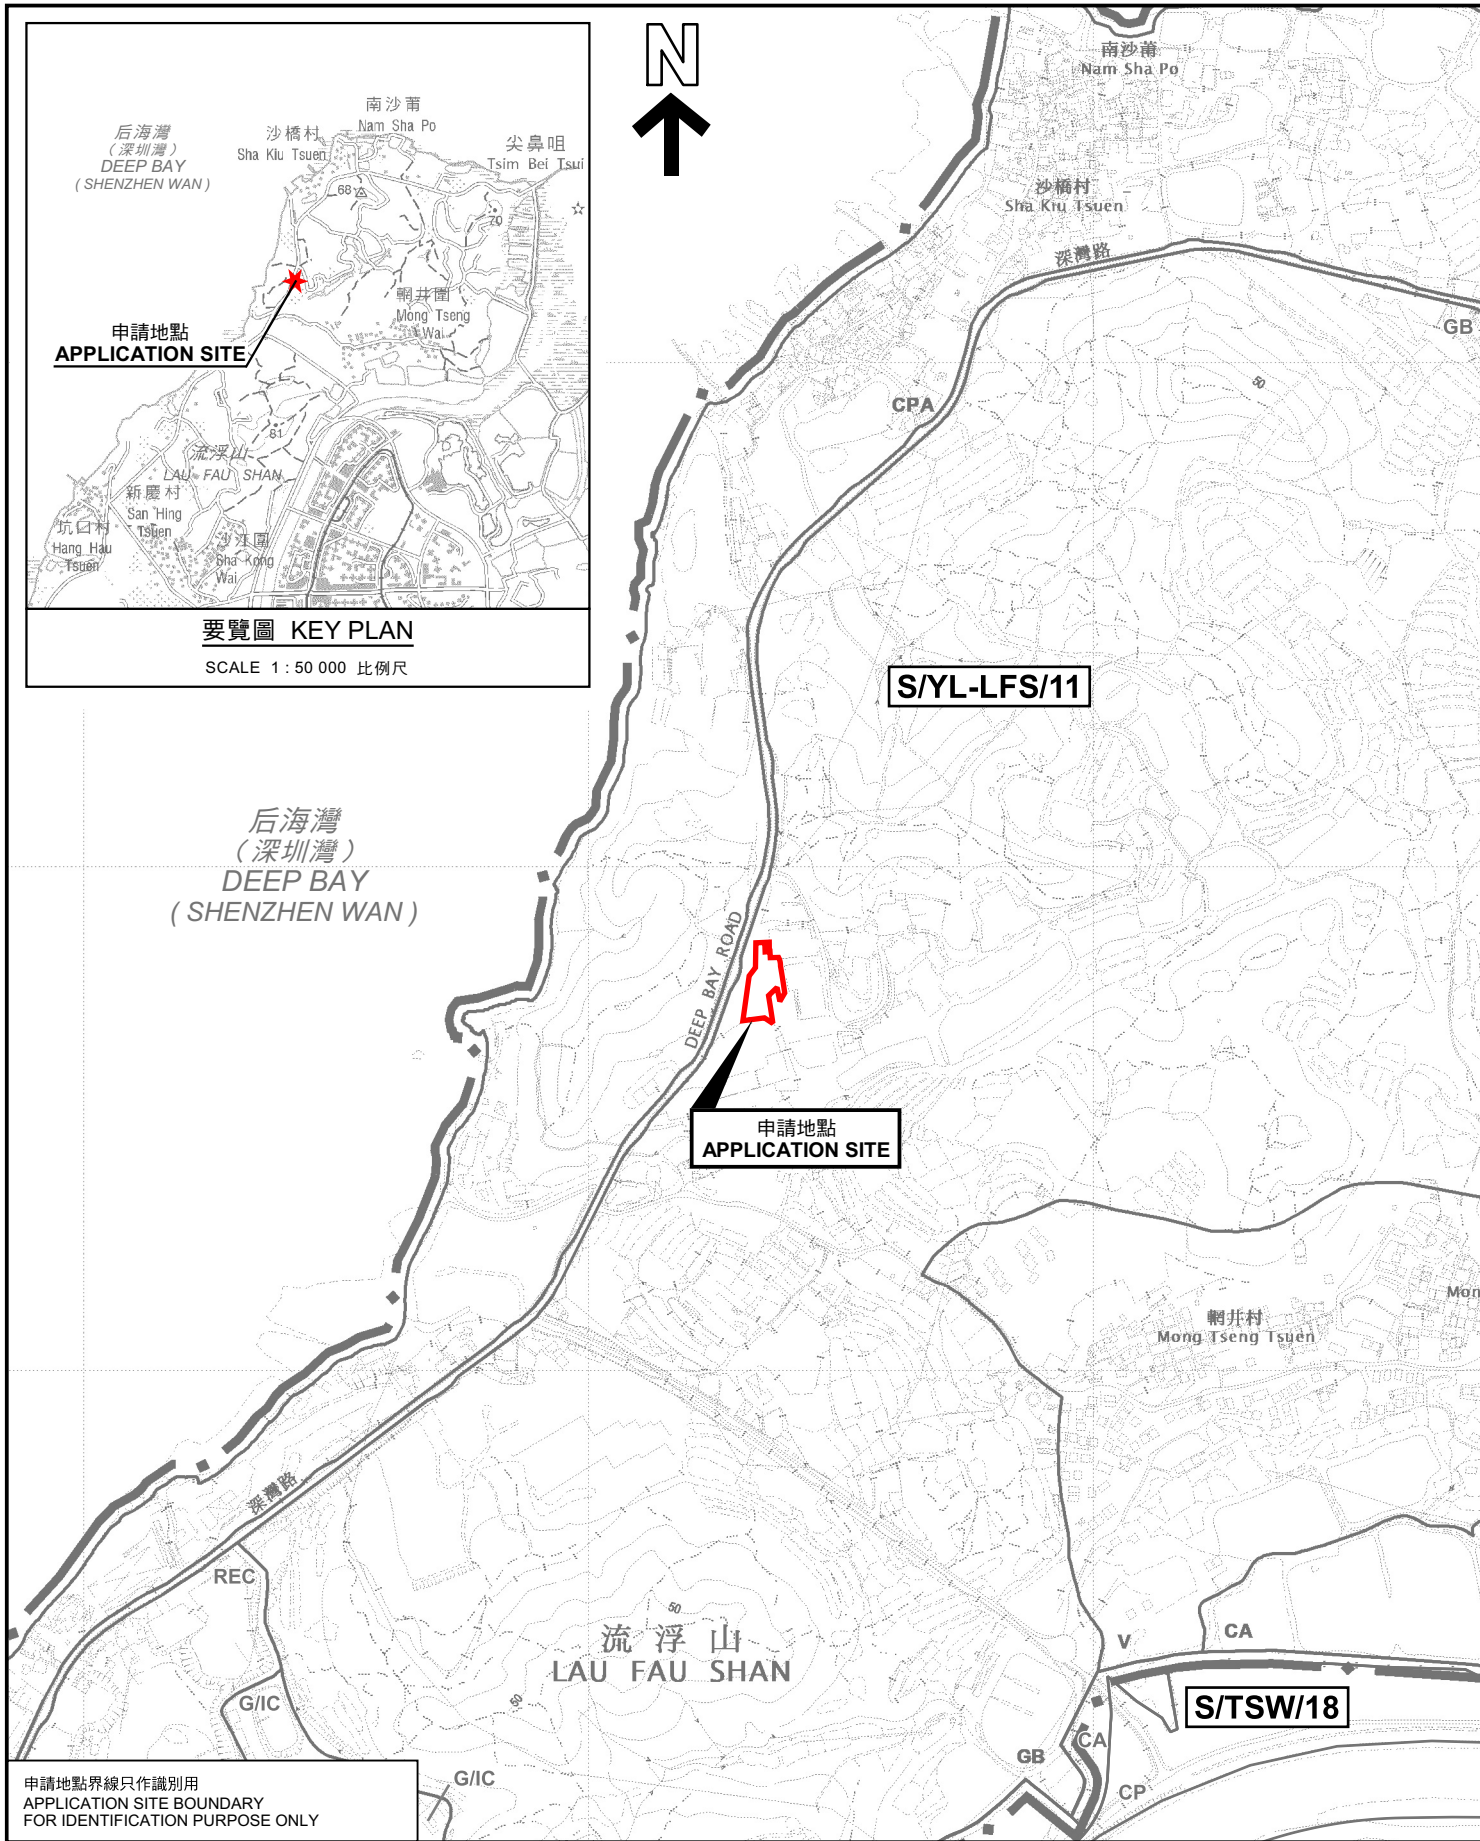 南沙莆
Nam Sha Po
沙橋村
Sha Kiu Tsuen
尖鼻咀
Tsim Bei Tsui
后海灣
（深圳灣）
DEEP BAY
( SHENZHEN WAN )
68
70
輞井圍
Mong Tseng
Wai
申請地點
APPLICATION SITE
81
流浮山
LAU FAU SHAN
新慶村
San Hing
Tsuen
坑口村
Hang Hau
Tsuen
沙江圍
Sha Kong
Wai
要覽圖 KEY PLAN
SCALE 1 : 50 000 比例尺
N
南沙莆
Nam Sha Po
沙橋村
Sha Kiu Tsuen
深灣路
GB
50
CPA
S/YL-LFS/11
后海灣
（深圳灣）
DEEP BAY
( SHENZHEN WAN )
DEEP BAY ROAD
申請地點
APPLICATION SITE
輞井村
Mong Tseng Tsuen
Mon
深灣路
REC
50
流浮山
LAU FAU SHAN
50
V
CA
S/TSW/18
G/IC
GB
CA
CP
G/IC
申請地點界線只作識別用
APPLICATION SITE BOUNDARY
FOR IDENTIFICATION PURPOSE ONLY